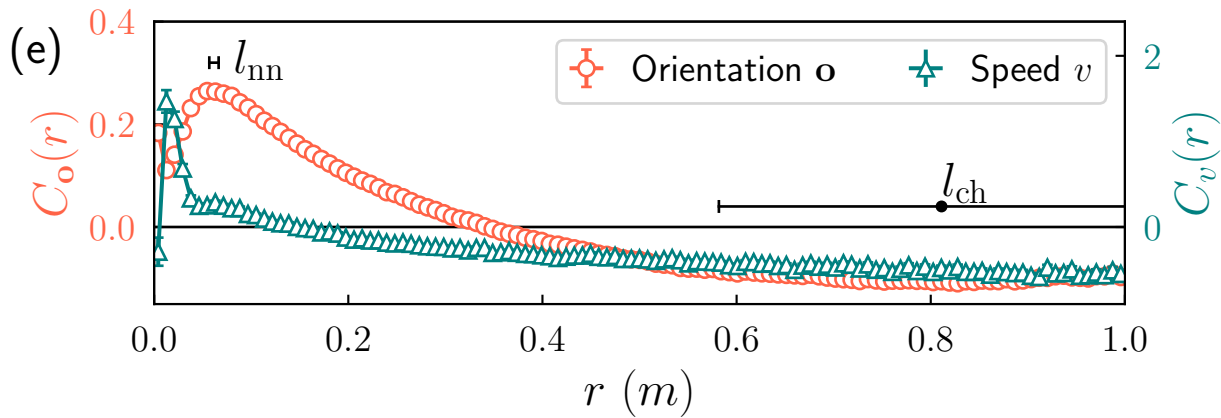 (e)
0.4
0.2
0.0
C_o(r)
l_nn
Orientation o
Speed v
l_ch
2
0
C_v(r)
0.0 0.2 0.4 0.6 0.8 1.0
r (m)